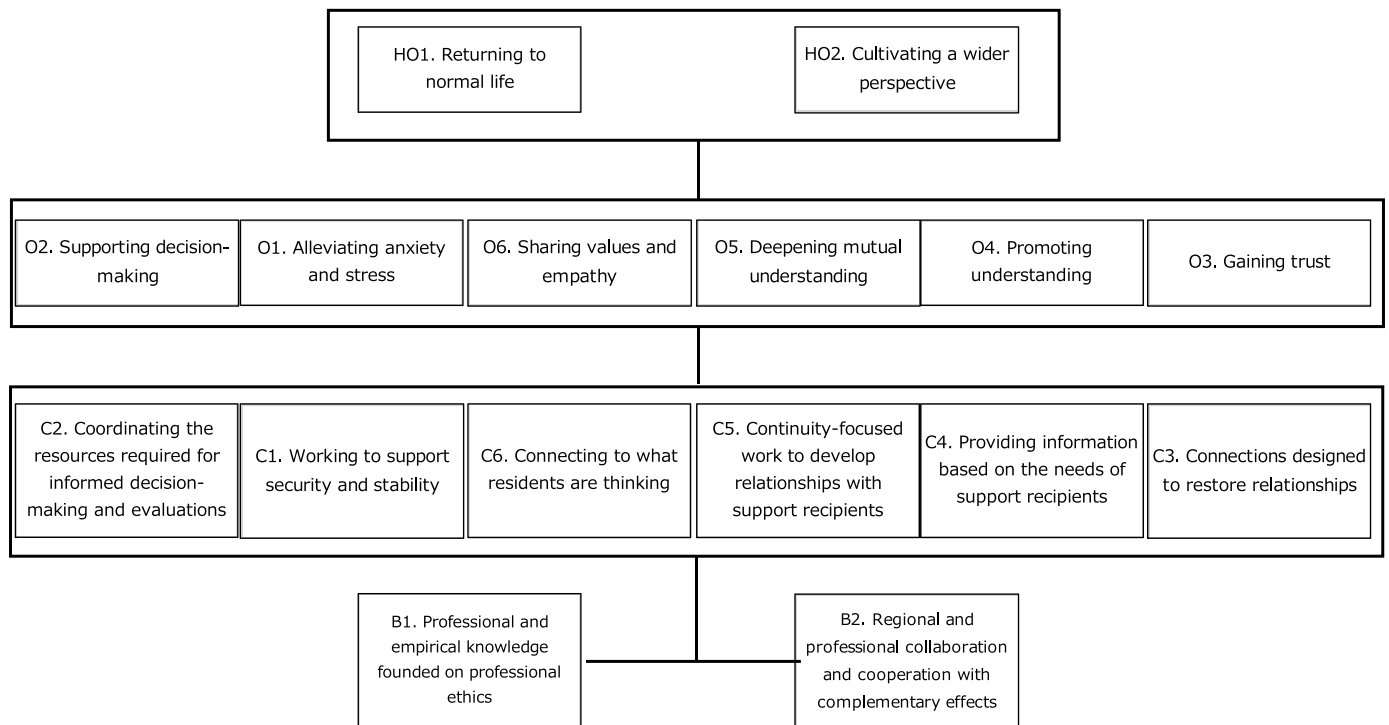 HO1. Returning to
normal life
HO2. Cultivating a wider
perspective
O2. Supporting decision-
making
O1. Alleviating anxiety
and stress
O6. Sharing values and
empathy
O5. Deepening mutual
understanding
O4. Promoting
understanding
O3. Gaining trust
C2. Coordinating the
resources required for
informed decision-
making and evaluations
C1. Working to support
security and stability
C6. Connecting to what
residents are thinking
C5. Continuity-focused
work to develop
relationships with
support recipients
C4. Providing information
based on the needs of
support recipients
C3. Connections designed
to restore relationships
B1. Professional and
empirical knowledge
founded on professional
ethics
B2. Regional and
professional collaboration
and cooperation with
complementary effects